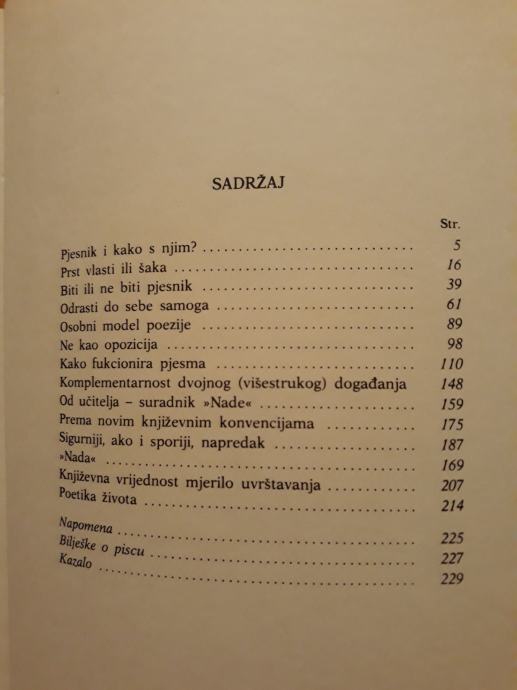 SADRŽAJ
Str.
Pjesnik i kako s njim? 5
Prst vlasti ili šaka 16
Biti ili ne biti pjesnik 39
Odrasti do sebe samoga 61
Osobni model poezije 89
Ne kao opozicija 98
Kako fukcionira pjesma 110
Komplementarnost dvojnog (višestrukog) događanja 148
Od učitelja – suradnik »Nade« 159
Prema novim književnim konvencijama 175
Sigurniji, ako i sporiji, napredak 187
»Nada« 169
Književna vrijednost mjerilo uvrštavanja 207
Poetika života 214
Napomena 225
Bilješke o piscu 227
Kazalo 229